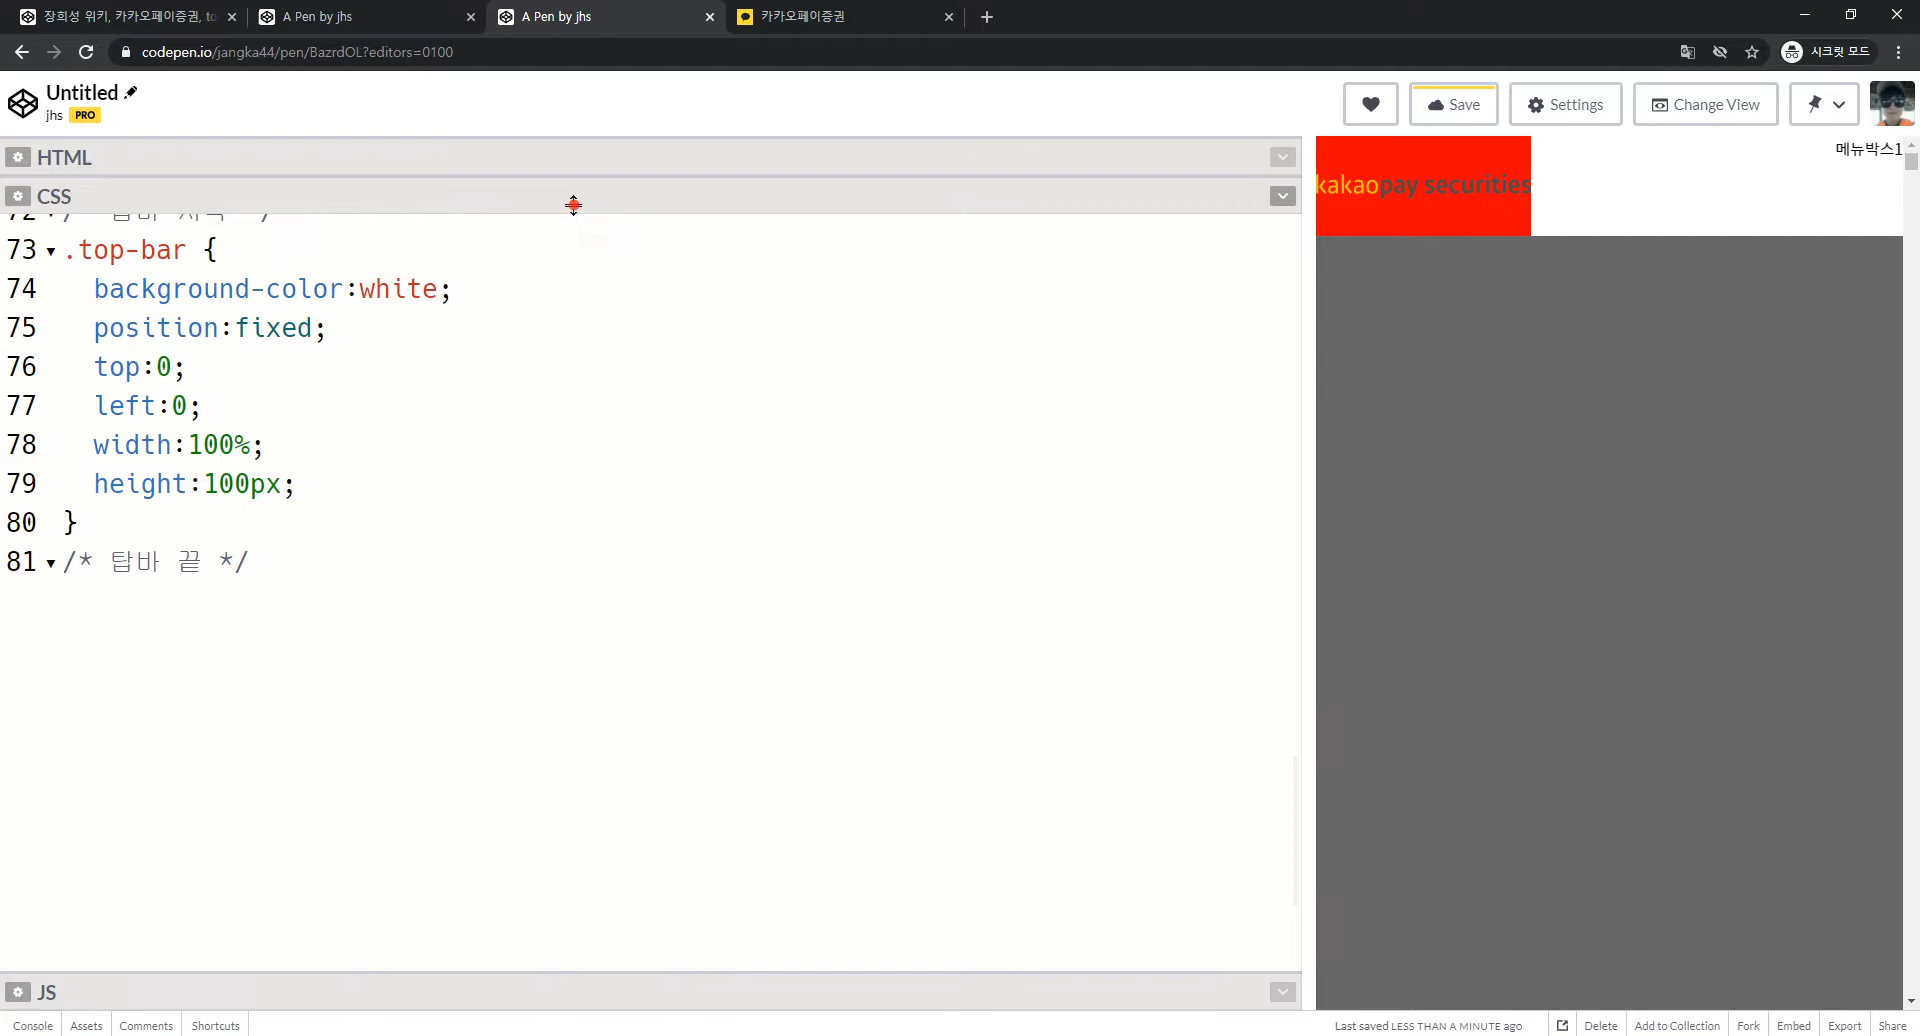 장희성 위키, 카카오페이증권, to
A Pen by jhs
A Pen by jhs
카카오페이증권
codepen.io/jangka44/pen/BazrdOL?editors=0100
시크릿 모드
Untitled
jhs PRO
Save
Settings
Change View
HTML
CSS
73 .top-bar {
74 background-color:white;
75 position:fixed;
76 top:0;
77 left:0;
78 width:100%;
79 height:100px;
80 }
81 /* 탑바 끝 */
kakaopay securities
메뉴박스1
JS
Console
Assets
Comments
Shortcuts
Last saved LESS THAN A MINUTE ago
Delete
Add to Collection
Fork
Embed
Export
Share